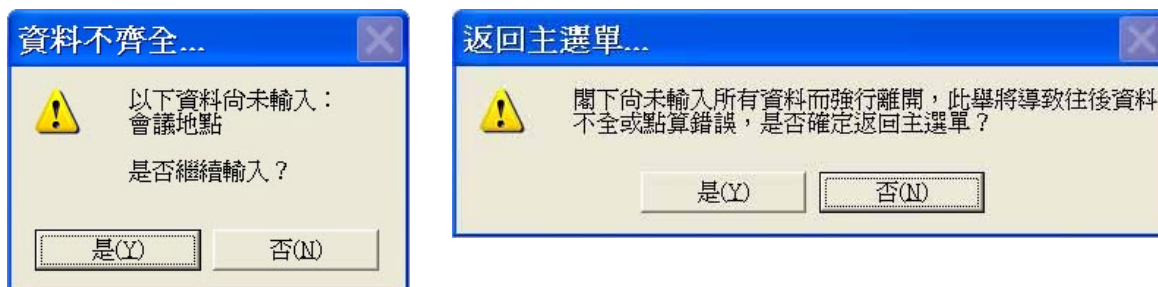 資料不齊全...
以下資料尚未輸入：
會議地點
是否繼續輸入？
是(Y)
否(N)
返回主選單...
閣下尚未輸入所有資料而強行離開，此舉將導致往後資料
不全或點算錯誤，是否確定返回主選單？
是(Y)
否(N)